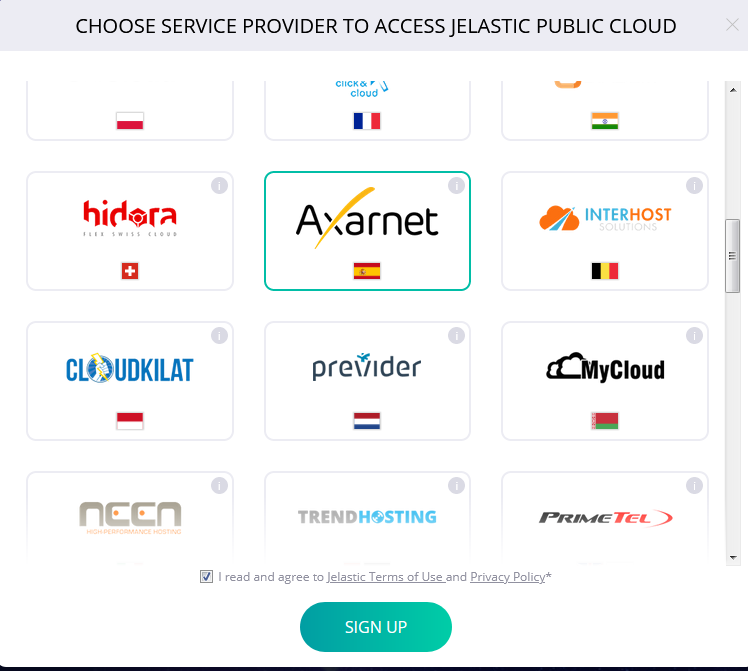 CHOOSE SERVICE PROVIDER TO ACCESS JELASTIC PUBLIC CLOUD
click&
cloud
hidora
FLEX SWISS CLOUD
Axarnet
INTERHOST
SOLUTIONS
CLOUDKILAT
previder
MyCloud
neen
HIGH-PERFORMANCE HOSTING
TRENDHOSTING
PRIMETEL
I read and agree to Jelastic Terms of Use and Privacy Policy*
SIGN UP